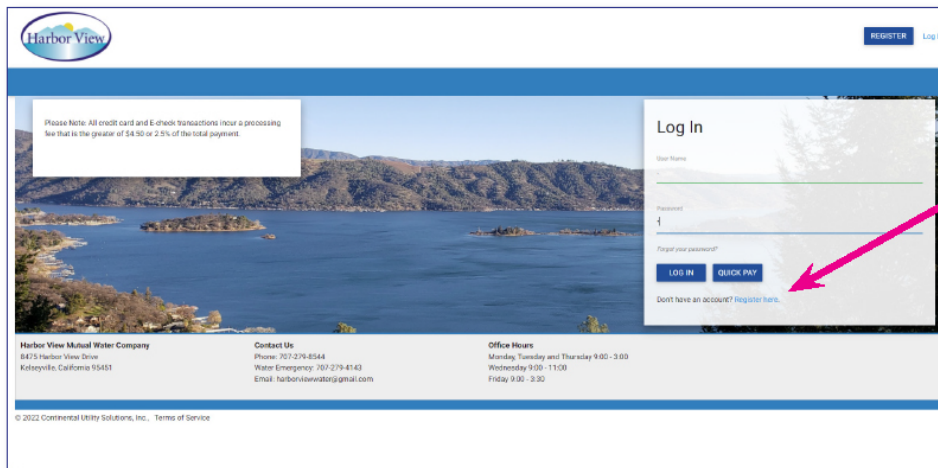 Harbor View
REGISTER
Log I
Please Note: All credit card and E-check transactions incur a processing
fee that is the greater of $4.50 or 2.5% of the total payment.
Log In
User Name
Password
Forgot your password?
LOG IN
QUICK PAY
Don't have an account? Register here.
Harbor View Mutual Water Company
8475 Harbor View Drive
Kelseyville, California 95451
Contact Us
Phone: 707-279-8544
Water Emergency: 707-279-4143
Email: harborviewwater@gmail.com
Office Hours
Monday, Tuesday and Thursday 9:00 - 3:00
Wednesday 9:00 - 11:00
Friday 9:00 - 3:30
© 2022 Continental Utility Solutions, Inc., Terms of Service